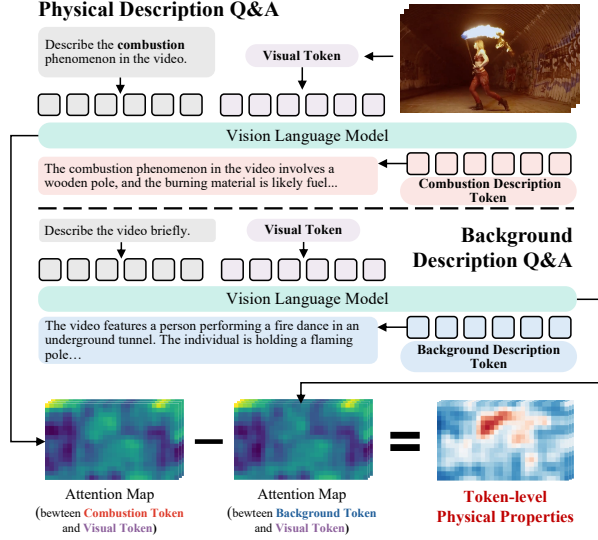 Physical Description Q&A
Describe the combustion
phenomenon in the video.
Visual Token
Vision Language Model
The combustion phenomenon in the video involves a
wooden pole, and the burning material is likely fuel...
Combustion Description
Token
Describe the video briefly.
Visual Token
Background
Description Q&A
Vision Language Model
The video features a person performing a fire dance in an
underground tunnel. The individual is holding a flaming
pole…
Background Description
Token
Attention Map
(bewteen Combustion Token
and Visual Token)
Attention Map
(bewteen Background Token
and Visual Token)
Token-level
Physical Properties